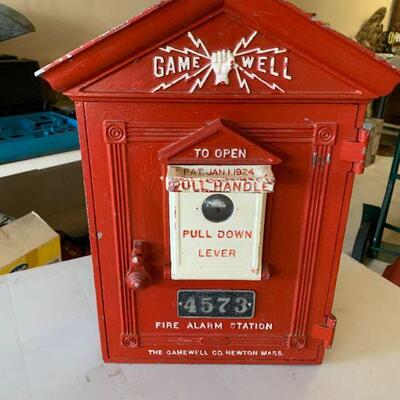 GAME WELL
TO OPEN
PAT. JAN.1.1924
PULL HANDLE
PULL DOWN
LEVER
4573
FIRE ALARM STATION
THE GAMEWELL CO. NEWTON MASS.